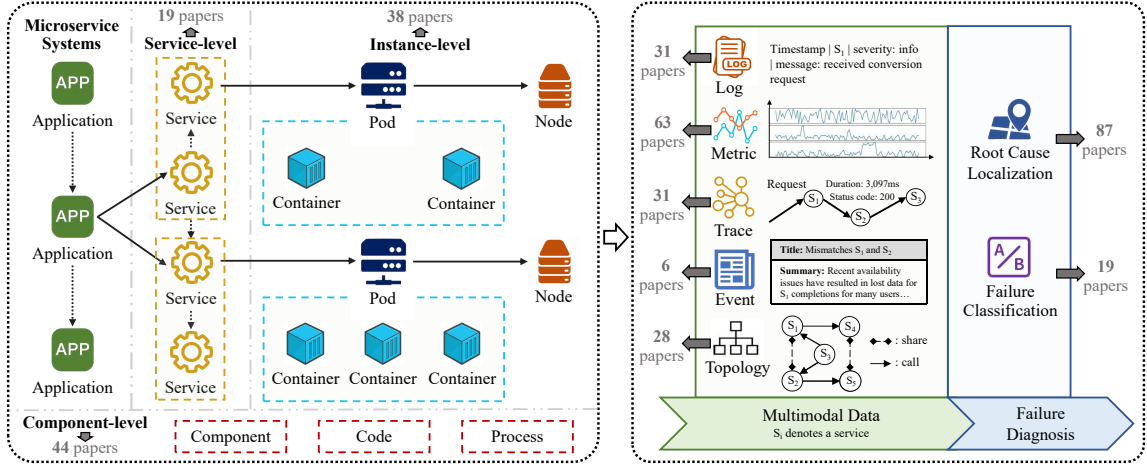 Microservice
Systems
19 papers
Service-level
38 papers
Instance-level
APP
Application
Service
Pod
Node
Service
Container
Container
APP
Application
Service
Pod
Node
Service
Container
Container
Container
APP
Application
Component-level
44 papers
Component
Code
Process
31
papers
LOG
Log
Timestamp | S1 | severity: info
| message: received conversion
request
63
papers
Metric
31
papers
Trace
Request
Duration: 3,097ms
Status code: 200
S1
S2
S3
6
papers
Event
Title: Mismatches S1 and S2
Summary: Recent availability
issues have resulted in lost data for
S1 completions for many users…
28
papers
Topology
S1
S4
S3
S2
S5
: share
: call
Root Cause
Localization
87
papers
A/B
Failure
Classification
19
papers
Multimodal Data
Si denotes a service
Failure
Diagnosis